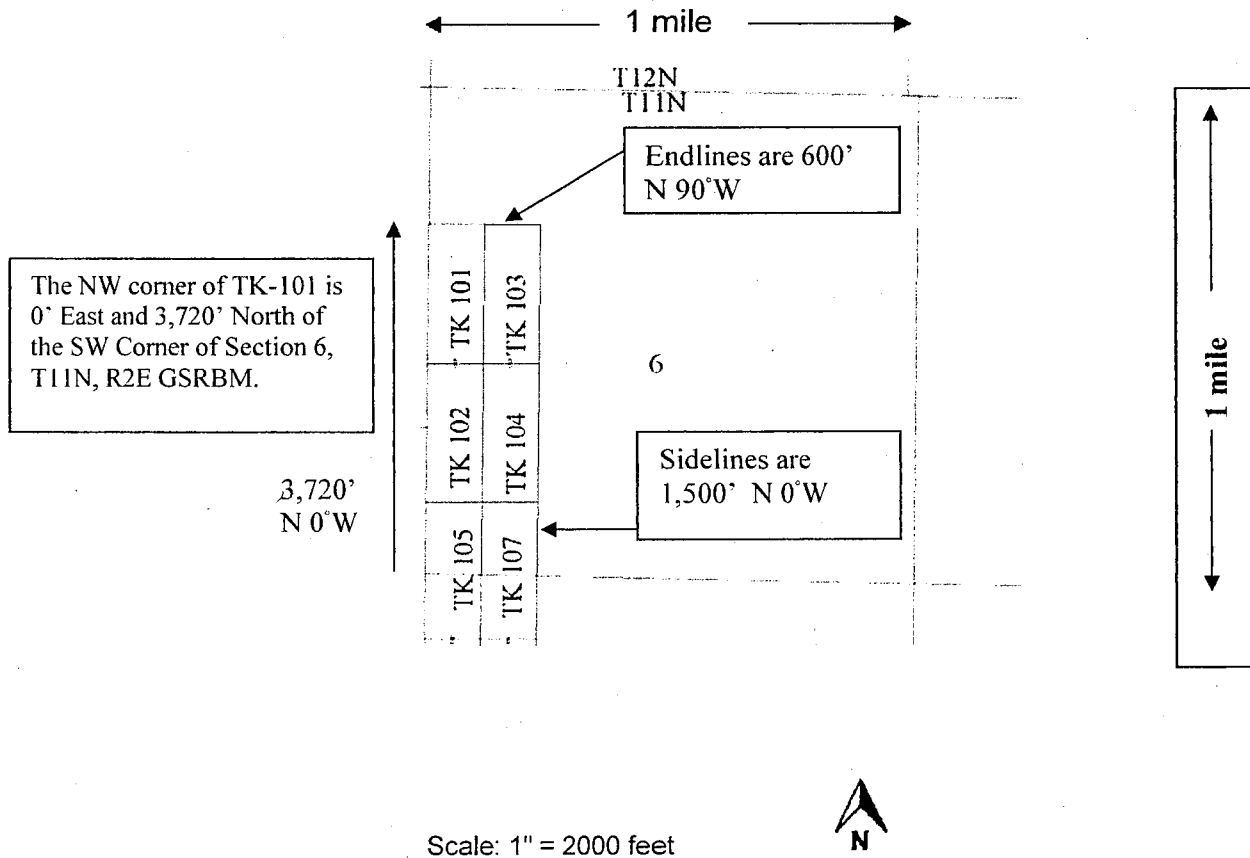 1 mile
T12N
T11N
Endlines are 600’
N 90°W
The NW corner of TK-101 is
0’ East and 3,720’ North of
the SW Corner of Section 6,
T11N, R2E GSRBM.
TK 101
TK 103
6
1 mile
TK 102
TK 104
Sidelines are
1,500’ N 0°W
3,720’
N 0°W
TK 105
TK 107
Scale: 1" = 2000 feet
N